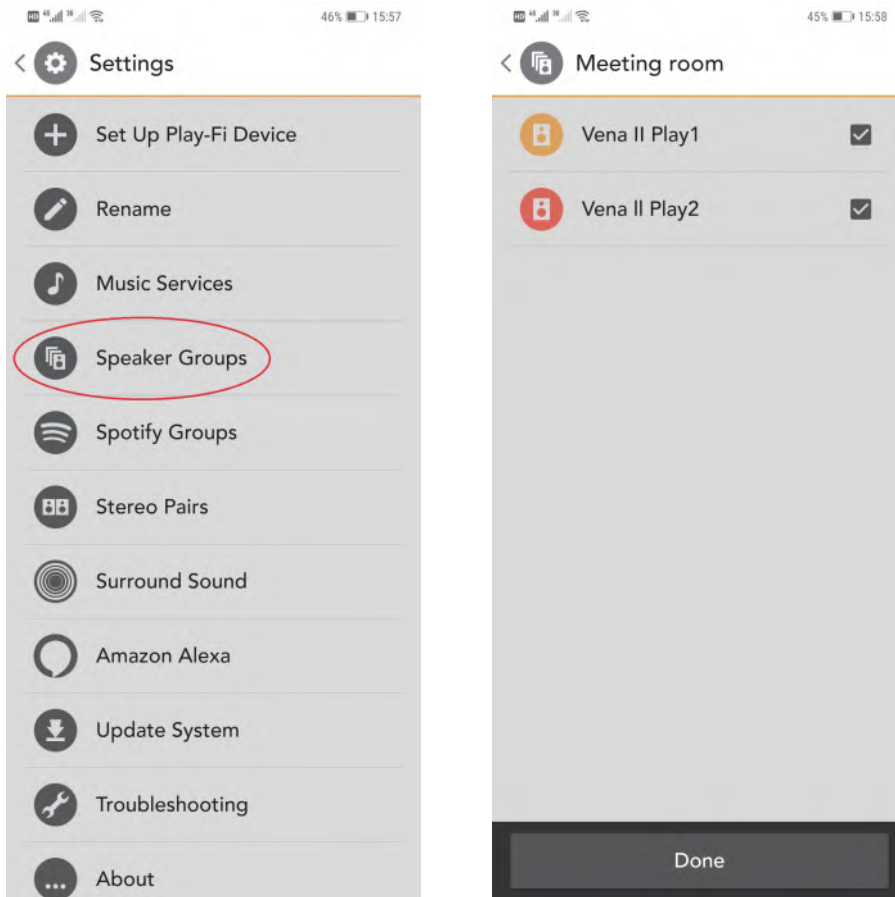 46% 15:57
Settings
Set Up Play-Fi Device
Rename
Music Services
Speaker Groups
Spotify Groups
Stereo Pairs
Surround Sound
Amazon Alexa
Update System
Troubleshooting
About
45% 15:58
Meeting room
Vena II Play1
Vena ll Play2
Done